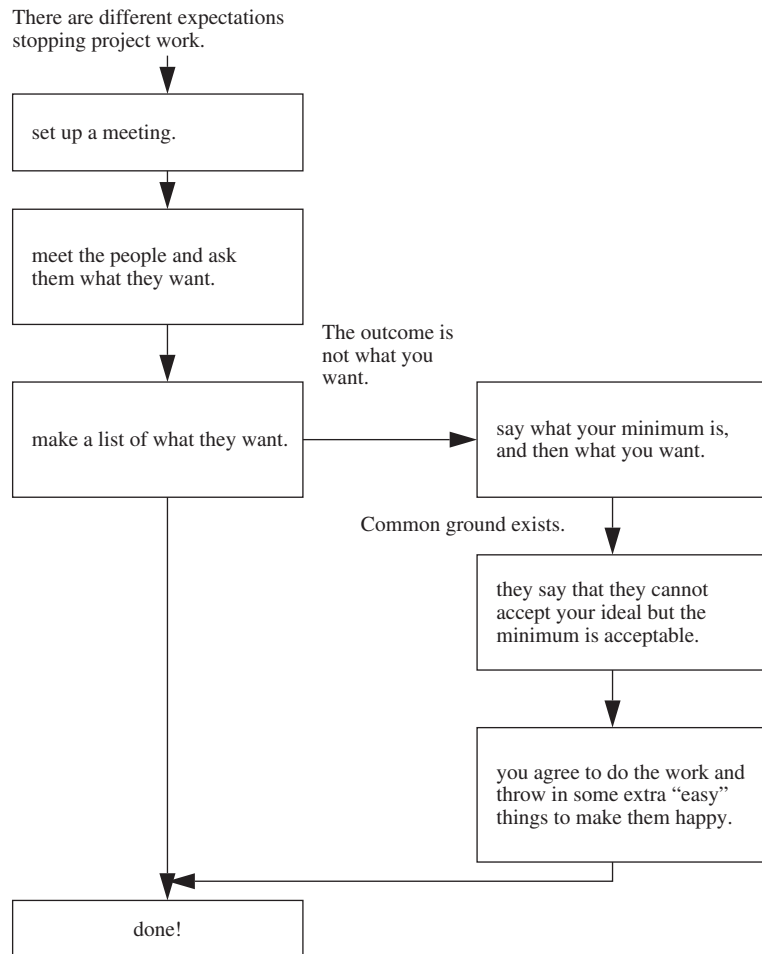 There are different expectations
stopping project work.
set up a meeting.
meet the people and ask
them what they want.
The outcome is
not what you
want.
make a list of what they want.
say what your minimum is,
and then what you want.
Common ground exists.
they say that they cannot
accept your ideal but the
minimum is acceptable.
you agree to do the work and
throw in some extra “easy”
things to make them happy.
done!